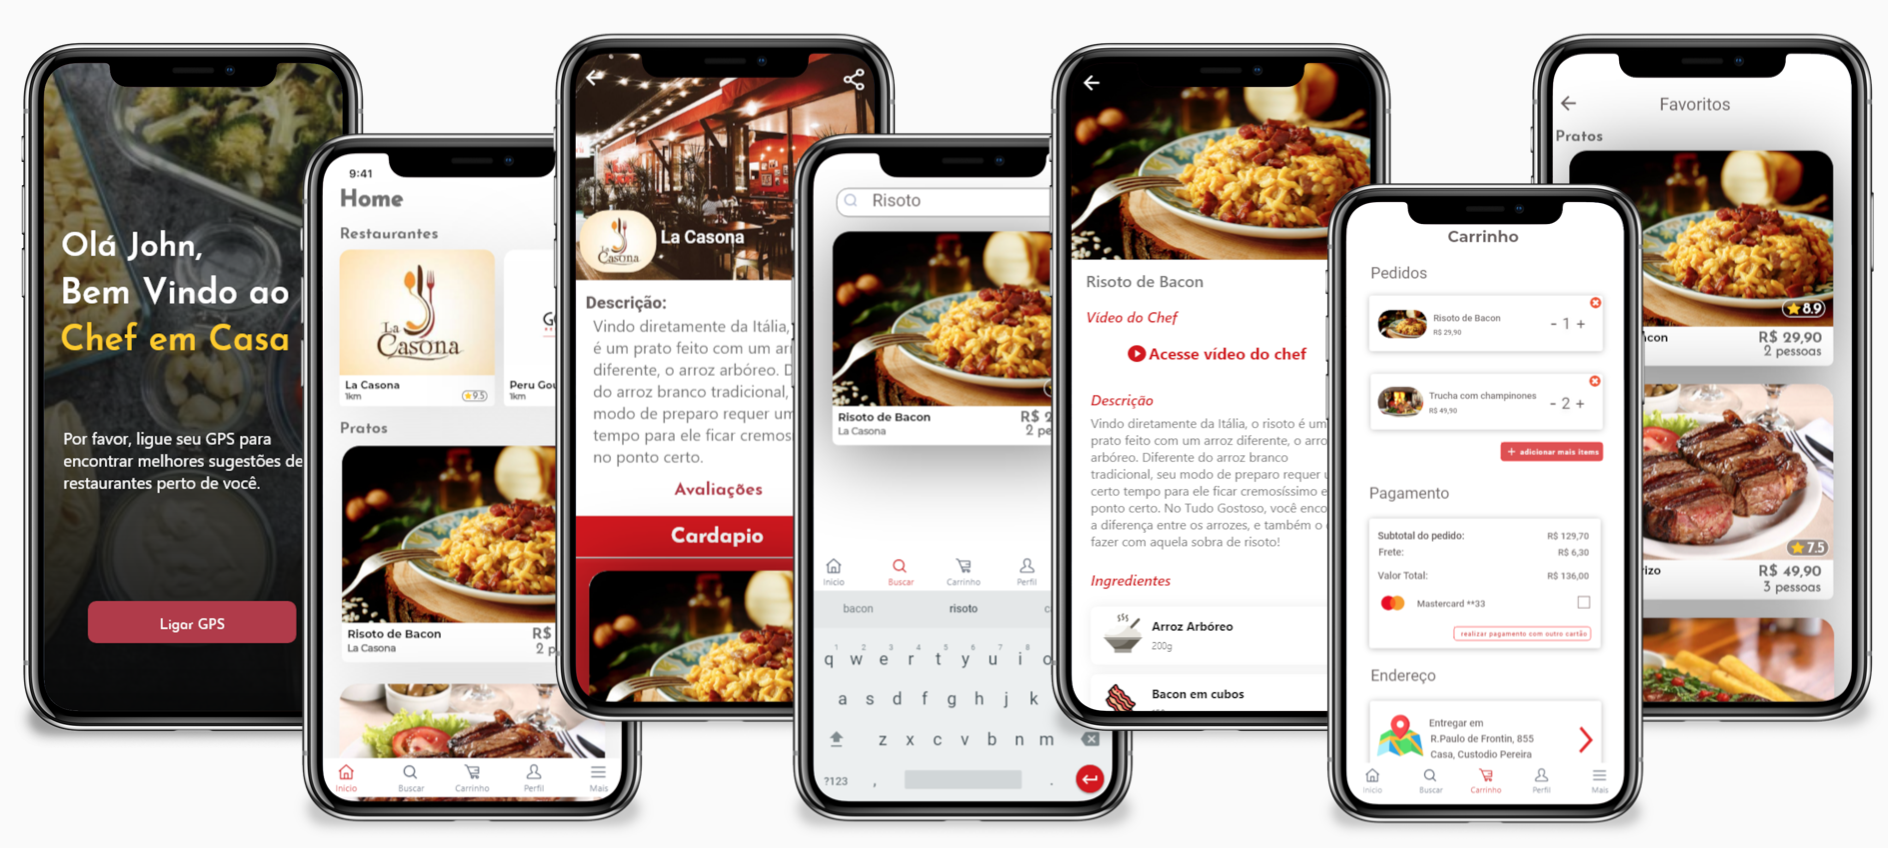 Olá John,
Bem Vindo ao
Chef em Casa
Por favor, ligue seu GPS para
encontrar melhores sugestões de
restaurantes perto de você.
Ligar GPS
9:41
Home
Restaurantes
La
Casona
La Casona
1km
9.5
Peru
1km
Pratos
Risoto de Bacon
R$
La Casona
2
Inicio
Buscar
Carrinho
Perfil
Mais
La
Casona
La Casona
Descrição:
Vindo diretamente da Itália,
é um prato feito com um
diferente, o arroz arbóreo.
do arroz branco tradicional,
modo de preparo requer um
tempo para ele ficar
no ponto certo.
Avaliações
Cardapio
Risoto
Risoto de Bacon
R$
La Casona
2
Inicio
Buscar
Carrinho
Perfil
bacon
risoto
1 2 3 4 5 6 7 8
q w e r t y u i o
a s d f g h j k
z x c v b n m
?123 , .
Risoto de Bacon
Vídeo do Chef
Acesse vídeo do chef
Descrição
Vindo diretamente da Itália, o risoto é um
prato feito com um arroz diferente, o
arbóreo. Diferente do arroz branco
tradicional, seu modo de preparo requer
certo tempo para ele ficar cremosíssimo e
ponto certo. No Tudo Gostoso, você
a diferença entre os arrozes, e também o
fazer com aquela sobra de risoto!
Ingredientes
Arroz Arbóreo
200g
Bacon em cubos
Carrinho
Pedidos
Risoto de Bacon
R$ 29,90
- 1 +
Trucha com champinones
R$ 49,90
- 2 +
+ adicionar mais items
Pagamento
Subtotal do pedido:
R$ 129,70
Frete:
R$ 6,30
Valor Total:
R$ 136,00
Mastercard **33
realizar pagamento com outro cartão
Endereço
Entregar em
R.Paulo de Frontin, 855
Casa, Custodio Pereira
Inicio
Buscar
Carrinho
Perfil
Mais
Favoritos
Pratos
8.9
R$ 29,90
2 pessoas
7.5
R$ 49,90
3 pessoas